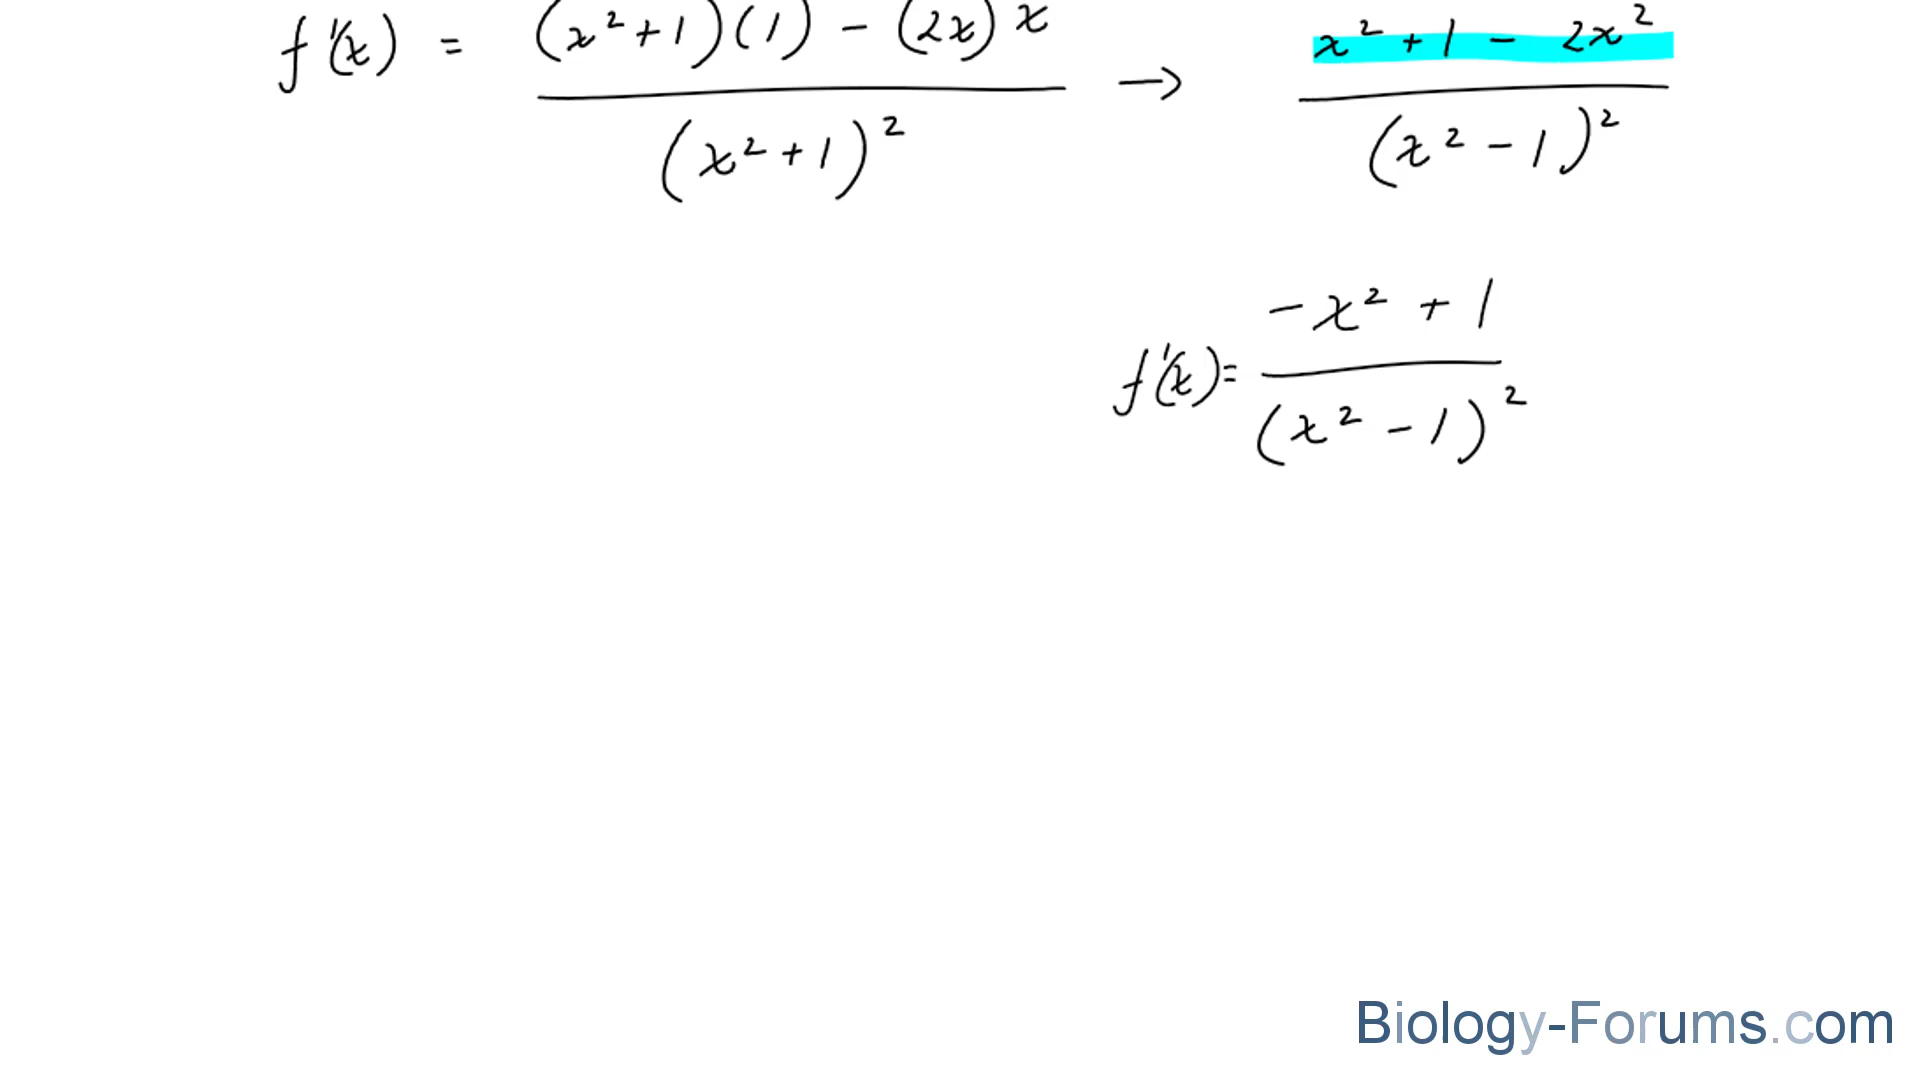 f'(x) = (x² + 1)(1) - (2x)x / (x² + 1)² → x² + 1 - 2x² / (x² - 1)²
f'(x) = -x² + 1 / (x² - 1)²
Biology-Forums.com